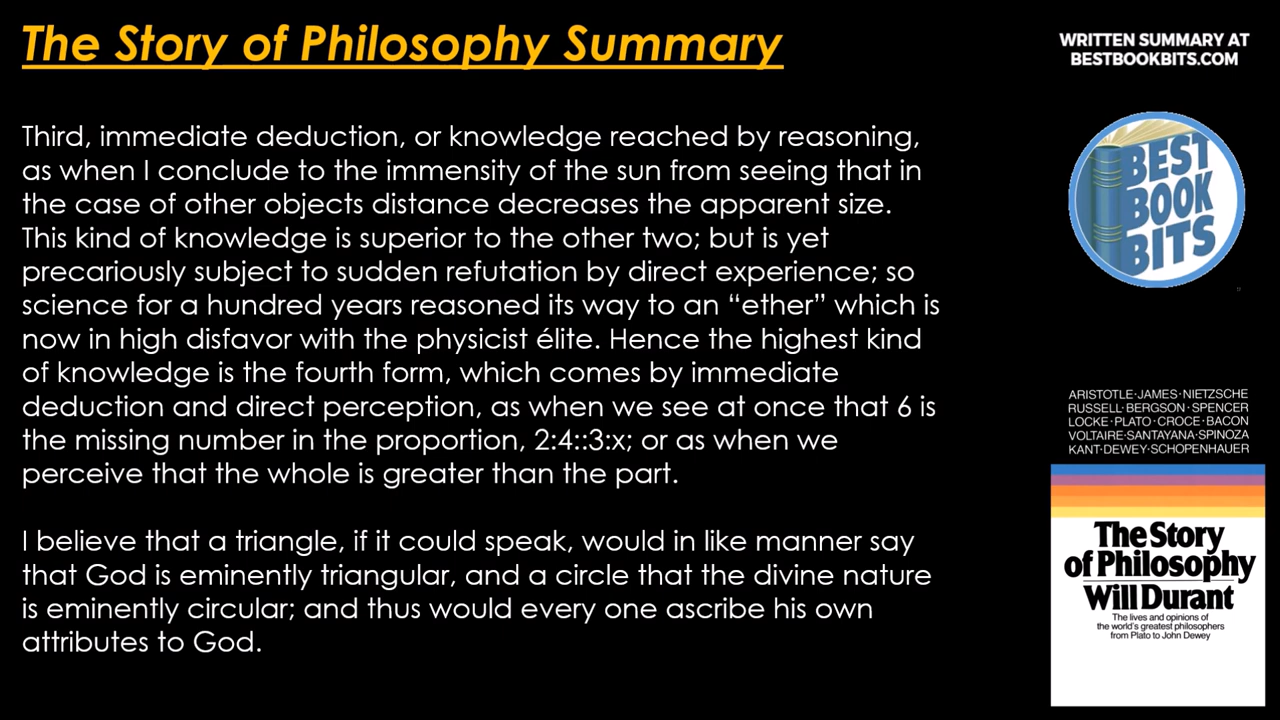 The Story of Philosophy Summary
WRITTEN SUMMARY AT
BESTBOOKBITS.COM
Third, immediate deduction, or knowledge reached by reasoning,
as when I conclude to the immensity of the sun from seeing that in
the case of other objects distance decreases the apparent size.
This kind of knowledge is superior to the other two; but is yet
precariously subject to sudden refutation by direct experience; so
science for a hundred years reasoned its way to an “ether” which is
now in high disfavor with the physicist élite. Hence the highest kind
of knowledge is the fourth form, which comes by immediate
deduction and direct perception, as when we see at once that 6 is
the missing number in the proportion, 2:4::3:x; or as when we
perceive that the whole is greater than the part.
I believe that a triangle, if it could speak, would in like manner say
that God is eminently triangular, and a circle that the divine nature
is eminently circular; and thus would every one ascribe his own
attributes to God.
BEST
BOOK
BITS
ARISTOTLE·JAMES·NIETZSCHE
RUSSELL·BERGSON·SPENCER
LOCKE·PLATO·CROCE·BACON
VOLTAIRE·SANTAYANA·SPINOZA
KANT·DEWEY·SCHOPENHAUER
The Story
of Philosophy
Will Durant
The lives and opinions of
the world's greatest philosophers
from Plato to John Dewey